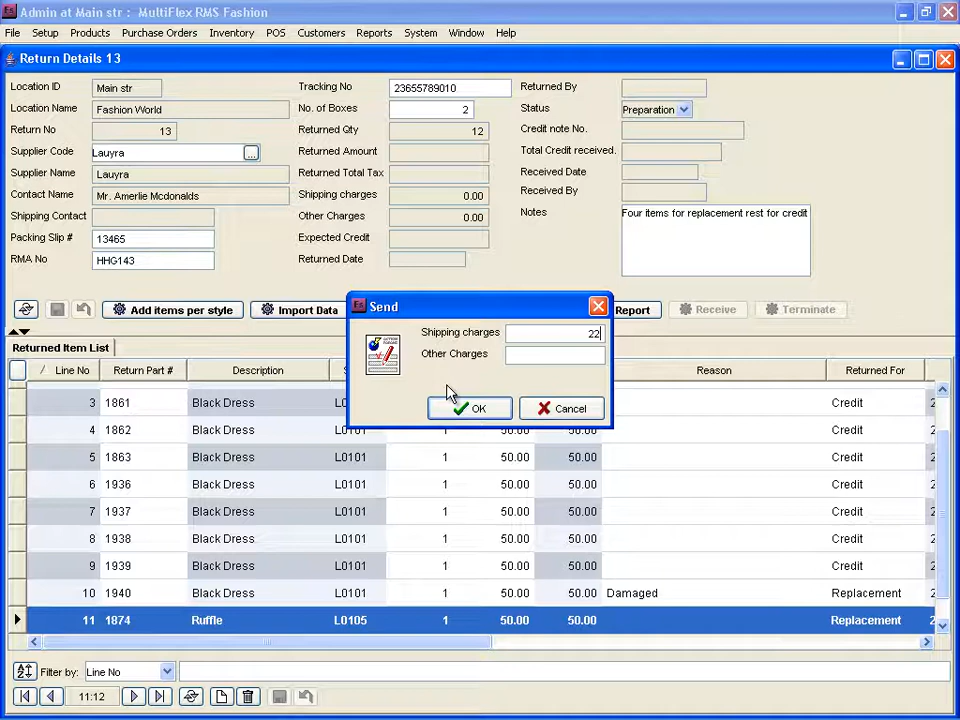 Admin at Main str : MultiFlex RMS Fashion
File Setup Products Purchase Orders Inventory POS Customers Reports System Window Help
Return Details 13
Location ID Main str Tracking No 23655789010 Returned By
Location Name Fashion World No. of Boxes 2 Status Preparation
Return No 13 Returned Qty 12 Credit note No.
Supplier Code Lauyra ... Returned Amount Total Credit received.
Supplier Name Lauyra Returned Total Tax Received Date
Contact Name Mr. Amerlie Mcdonalds Shipping charges 0.00 Received By
Shipping Contact Other Charges 0.00 Notes Four items for replacement rest for credit
Packing Slip # 13465 Expected Credit
RMA No HHG143 Returned Date
Add items per style Import Data Report Receive Terminate
Send
Shipping charges 22
Other Charges
OK Cancel
Returned Item List
Line No Return Part # Description Reason Returned For
3 1861 Black Dress Credit
4 1862 Black Dress L0101 1 50.00 50.00 Credit
5 1863 Black Dress L0101 1 50.00 50.00 Credit
6 1936 Black Dress L0101 1 50.00 50.00 Credit
7 1937 Black Dress L0101 1 50.00 50.00 Credit
8 1938 Black Dress L0101 1 50.00 50.00 Credit
9 1939 Black Dress L0101 1 50.00 50.00 Credit
10 1940 Black Dress L0101 1 50.00 50.00 Damaged Replacement
11 1874 Ruffle L0105 1 50.00 50.00 Replacement
Filter by: Line No
11:12